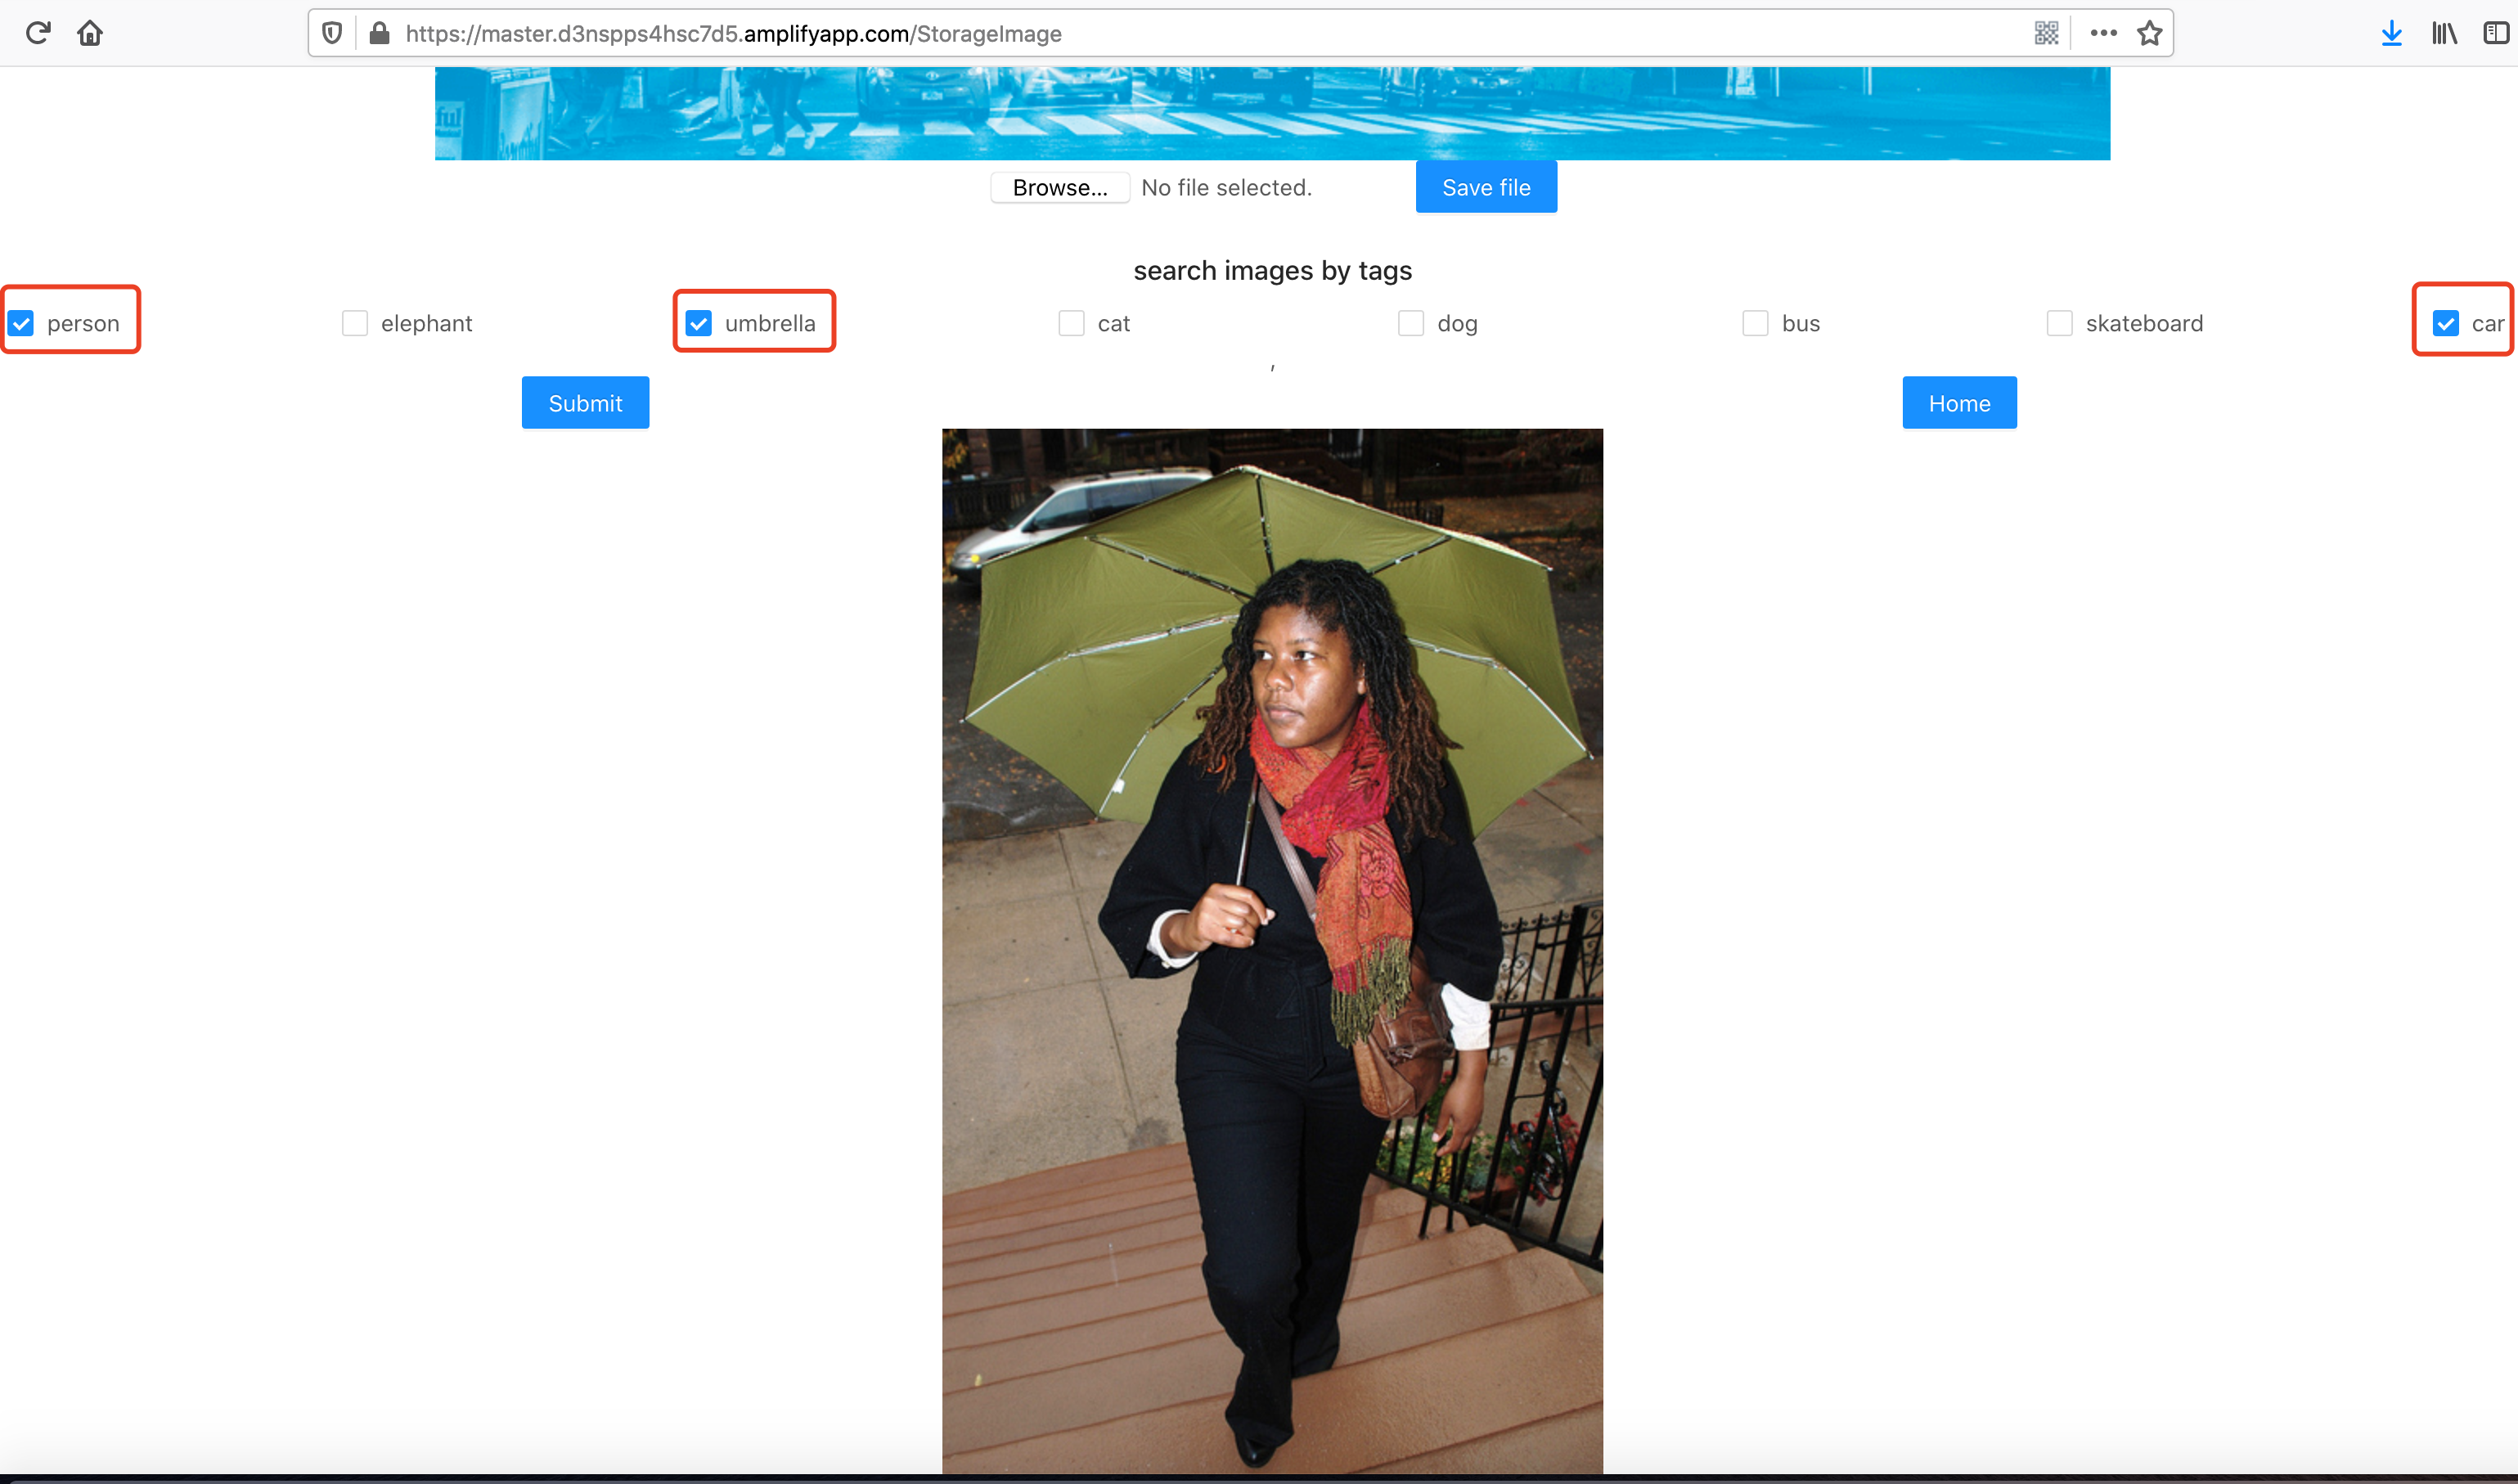 https://master.d3nspps4hsc7d5.amplifyapp.com/StorageImage
ful
Browse... No file selected. Save file
search images by tags
person elephant umbrella cat dog bus skateboard car
,
Submit Home